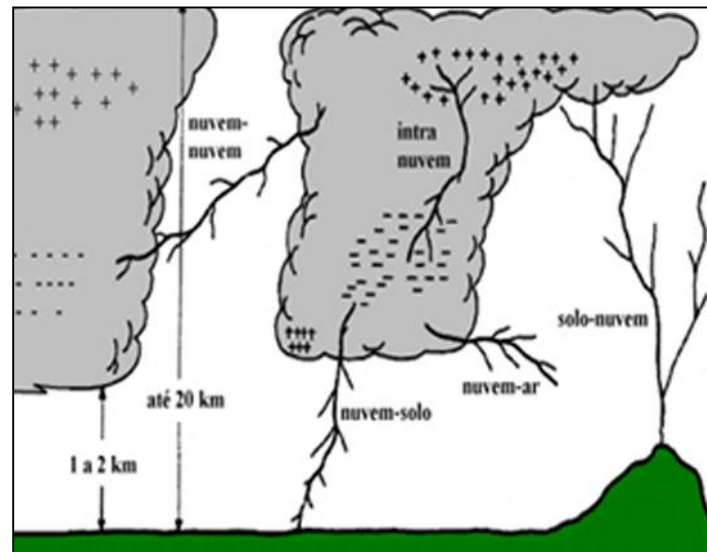 nuvem-
nuvem
intra
nuvem
solo-nuvem
nuvem-ar
até 20 km
nuvem-solo
1 a 2 km